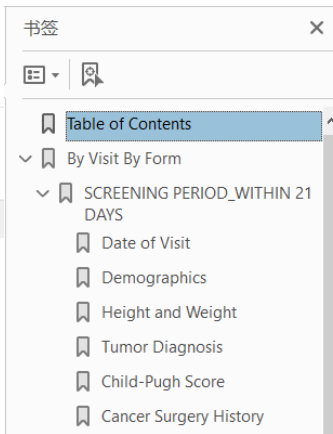 书签
Table of Contents
By Visit By Form
SCREENING PERIOD_WITHIN 21
DAYS
Date of Visit
Demographics
Height and Weight
Tumor Diagnosis
Child-Pugh Score
Cancer Surgery History